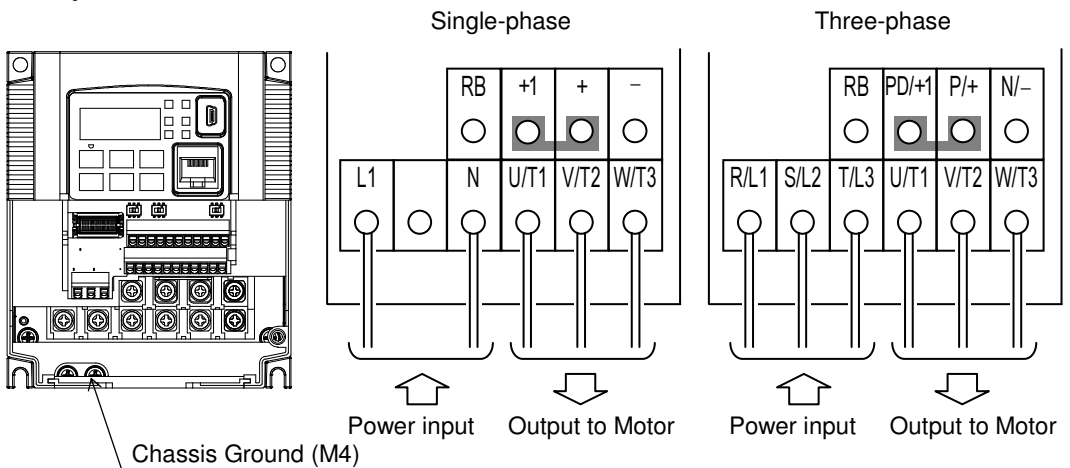 Single-phase
RB +1 + −
L1 N U/T1 V/T2 W/T3
Power input Output to Motor
Three-phase
RB PD/+1 P/+ N/−
R/L1 S/L2 T/L3 U/T1 V/T2 W/T3
Power input Output to Motor
Chassis Ground (M4)